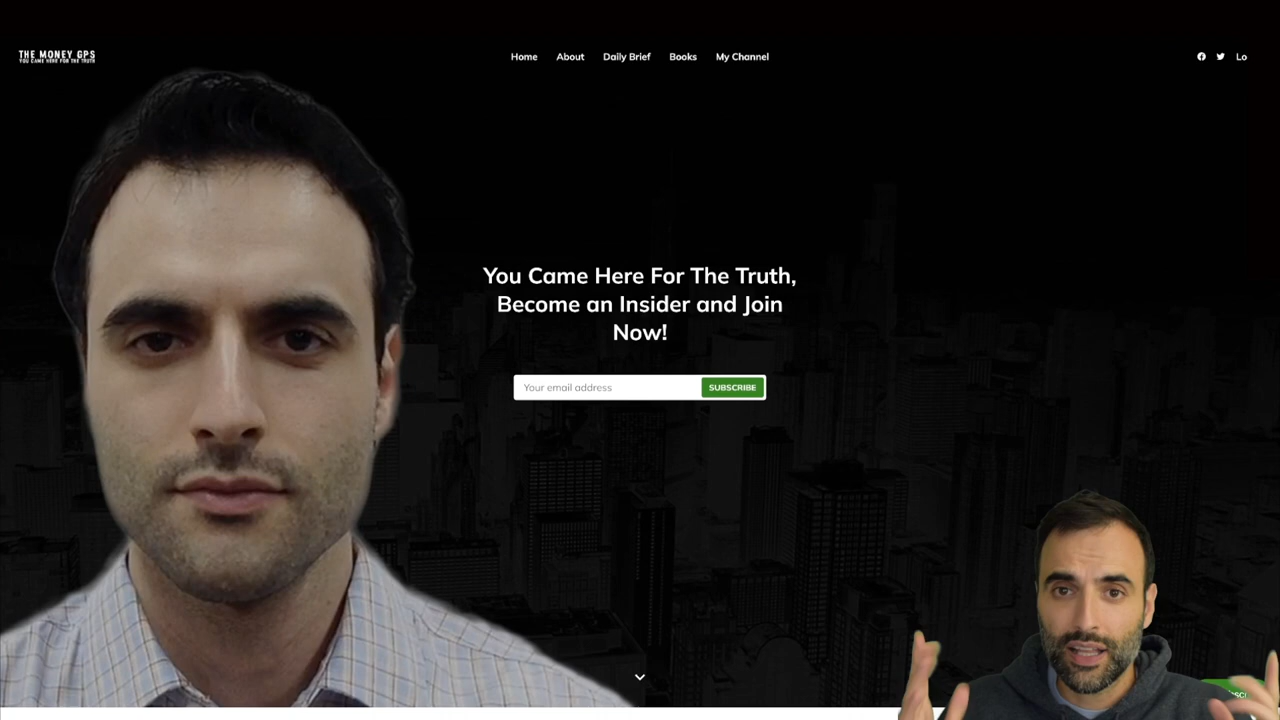 THE MONEY GPS
YOU CAME HERE FOR THE TRUTH
Home
About
Daily Brief
Books
My Channel
Lo
You Came Here For The Truth,
Become an Insider and Join
Now!
Your email address
SUBSCRIBE